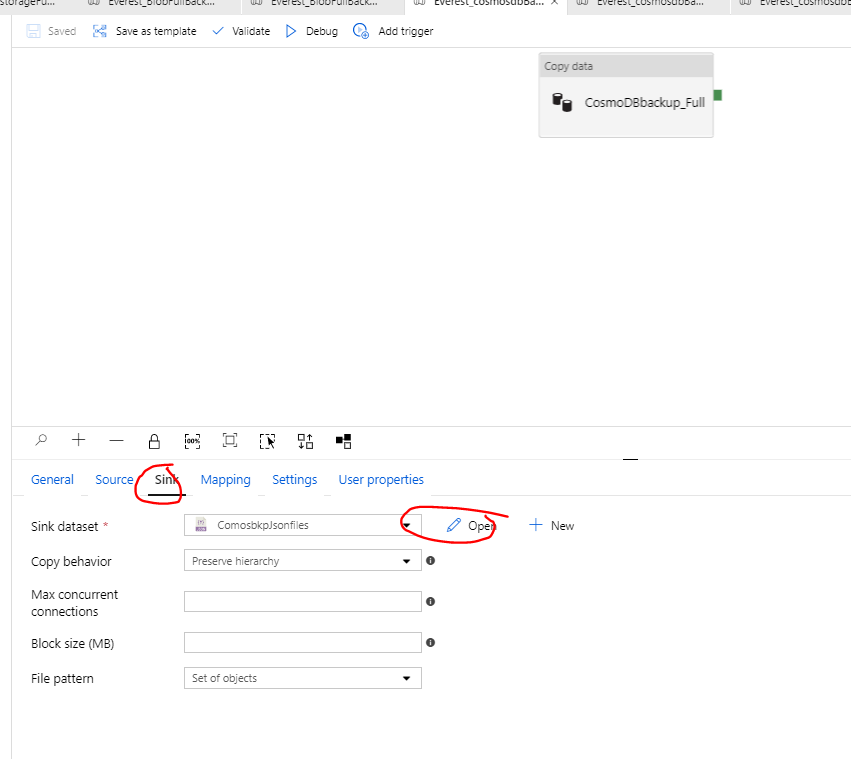 Everest_BlobFullBack...
Everest_BlobFullBack...
Everest_cosmosdbBa...
Everest_cosmosdbBa...
Saved
Save as template
Validate
Debug
Add trigger
Copy data
CosmoDBbackup_Full
100%
General
Source
Sink
Mapping
Settings
User properties
Sink dataset *
ComosbkpJsonfiles
Open
New
Copy behavior
Preserve hierarchy
Max concurrent
connections
Block size (MB)
File pattern
Set of objects